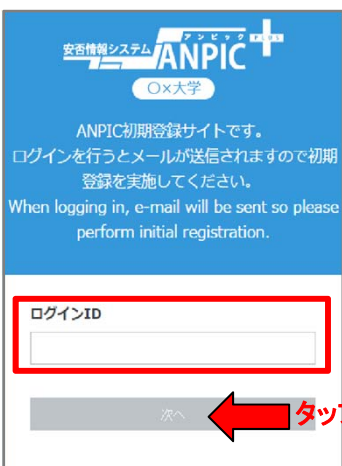 アンピック PLUS
安否情報システム ANPIC
〇×大学
ANPIC初期登録サイトです。
ログインを行うとメールが送信されますので初期
登録を実施してください。
When logging in, e-mail will be sent so please
perform initial registration.
ログインID
次へ
タップ